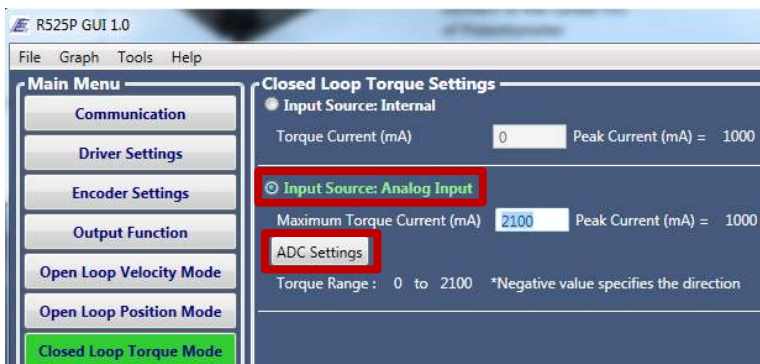 R525P GUI 1.0
File Graph Tools Help
Main Menu
Communication
Driver Settings
Encoder Settings
Output Function
Open Loop Velocity Mode
Open Loop Position Mode
Closed Loop Torque Mode
Closed Loop Torque Settings
Input Source: Internal
Torque Current (mA) 0 Peak Current (mA) = 1000
Input Source: Analog Input
Maximum Torque Current (mA) 2100 Peak Current (mA) = 1000
ADC Settings
Torque Range : 0 to 2100 *Negative value specifies the direction